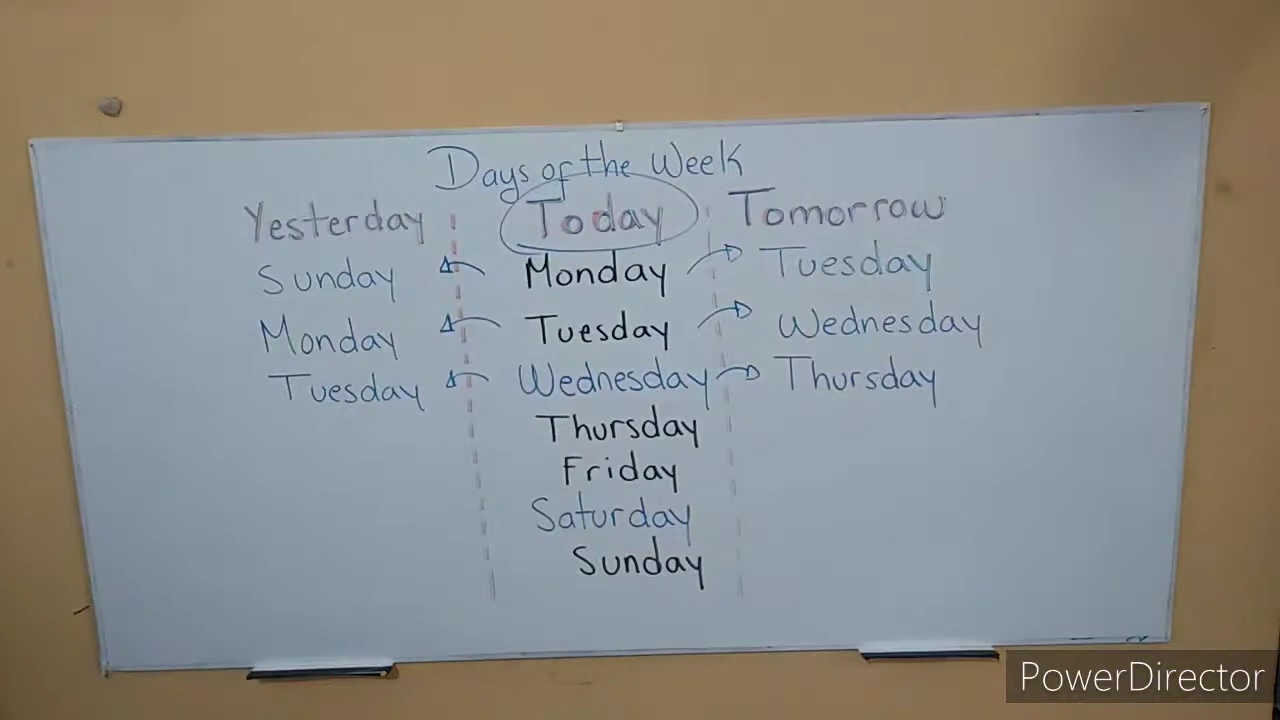 Days of the Week
Yesterday Today Tomorrow
Sunday Monday Tuesday
Monday Tuesday Wednesday
Tuesday Wednesday Thursday
Thursday
Friday
Saturday
Sunday
PowerDirector